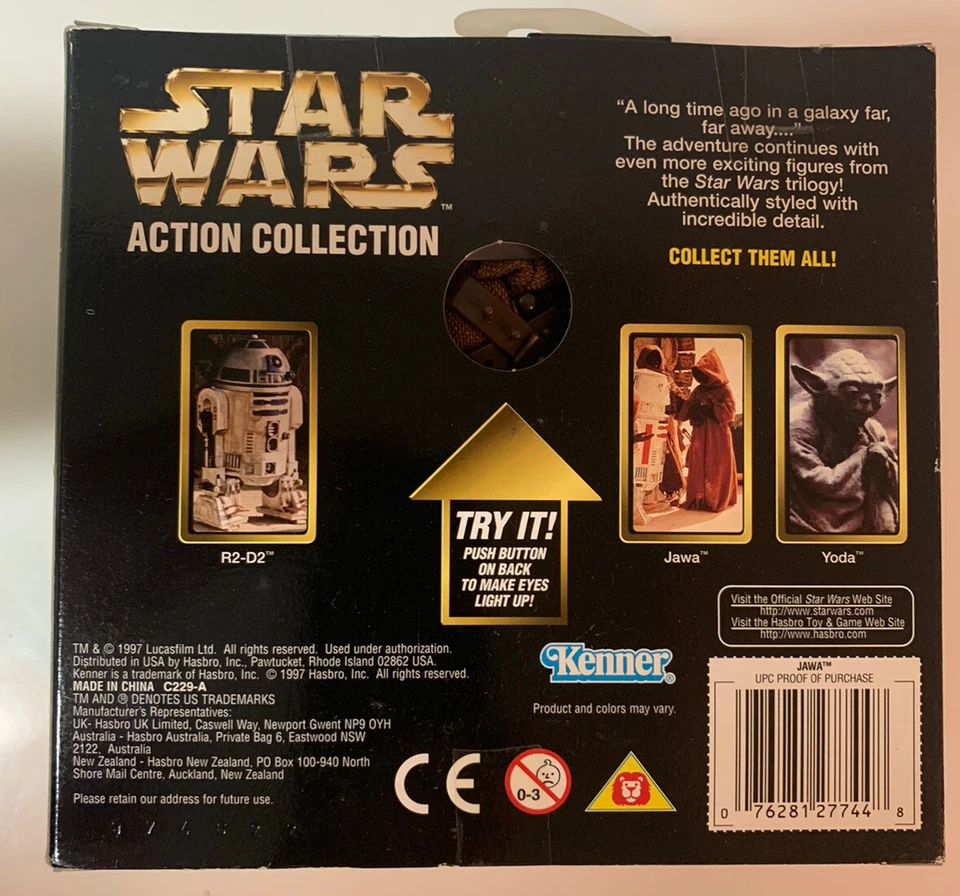 STAR
WARS™
ACTION COLLECTION
“A long time ago in a galaxy far,
far away....”
The adventure continues with
even more exciting figures from
the Star Wars trilogy!
Authentically styled with
incredible detail.
COLLECT THEM ALL!
R2-D2™
TRY IT!
PUSH BUTTON
ON BACK
TO MAKE EYES
LIGHT UP!
Jawa™
Yoda™
Visit the Official Star Wars Web Site
http://www.starwars.com
Visit the Hasbro Toy & Game Web Site
http://www.hasbro.com
TM & © 1997 Lucasfilm Ltd. All rights reserved. Used under authorization.
Distributed in USA by Hasbro, Inc., Pawtucket, Rhode Island 02862 USA.
Kenner is a trademark of Hasbro, Inc. © 1997 Hasbro, Inc. All rights reserved.
MADE IN CHINA C229-A
TM AND ® DENOTES US TRADEMARKS
Manufacturer's Representatives:
UK- Hasbro UK Limited, Caswell Way, Newport Gwent NP9 OYH
Australia - Hasbro Australia, Private Bag 6, Eastwood NSW
2122, Australia
New Zealand - Hasbro New Zealand, PO Box 100-940 North
Shore Mail Centre, Auckland, New Zealand
Please retain our address for future use.
Kenner®
Product and colors may vary.
CE
0-3
JAWA™
UPC PROOF OF PURCHASE
0 76281 27744 8